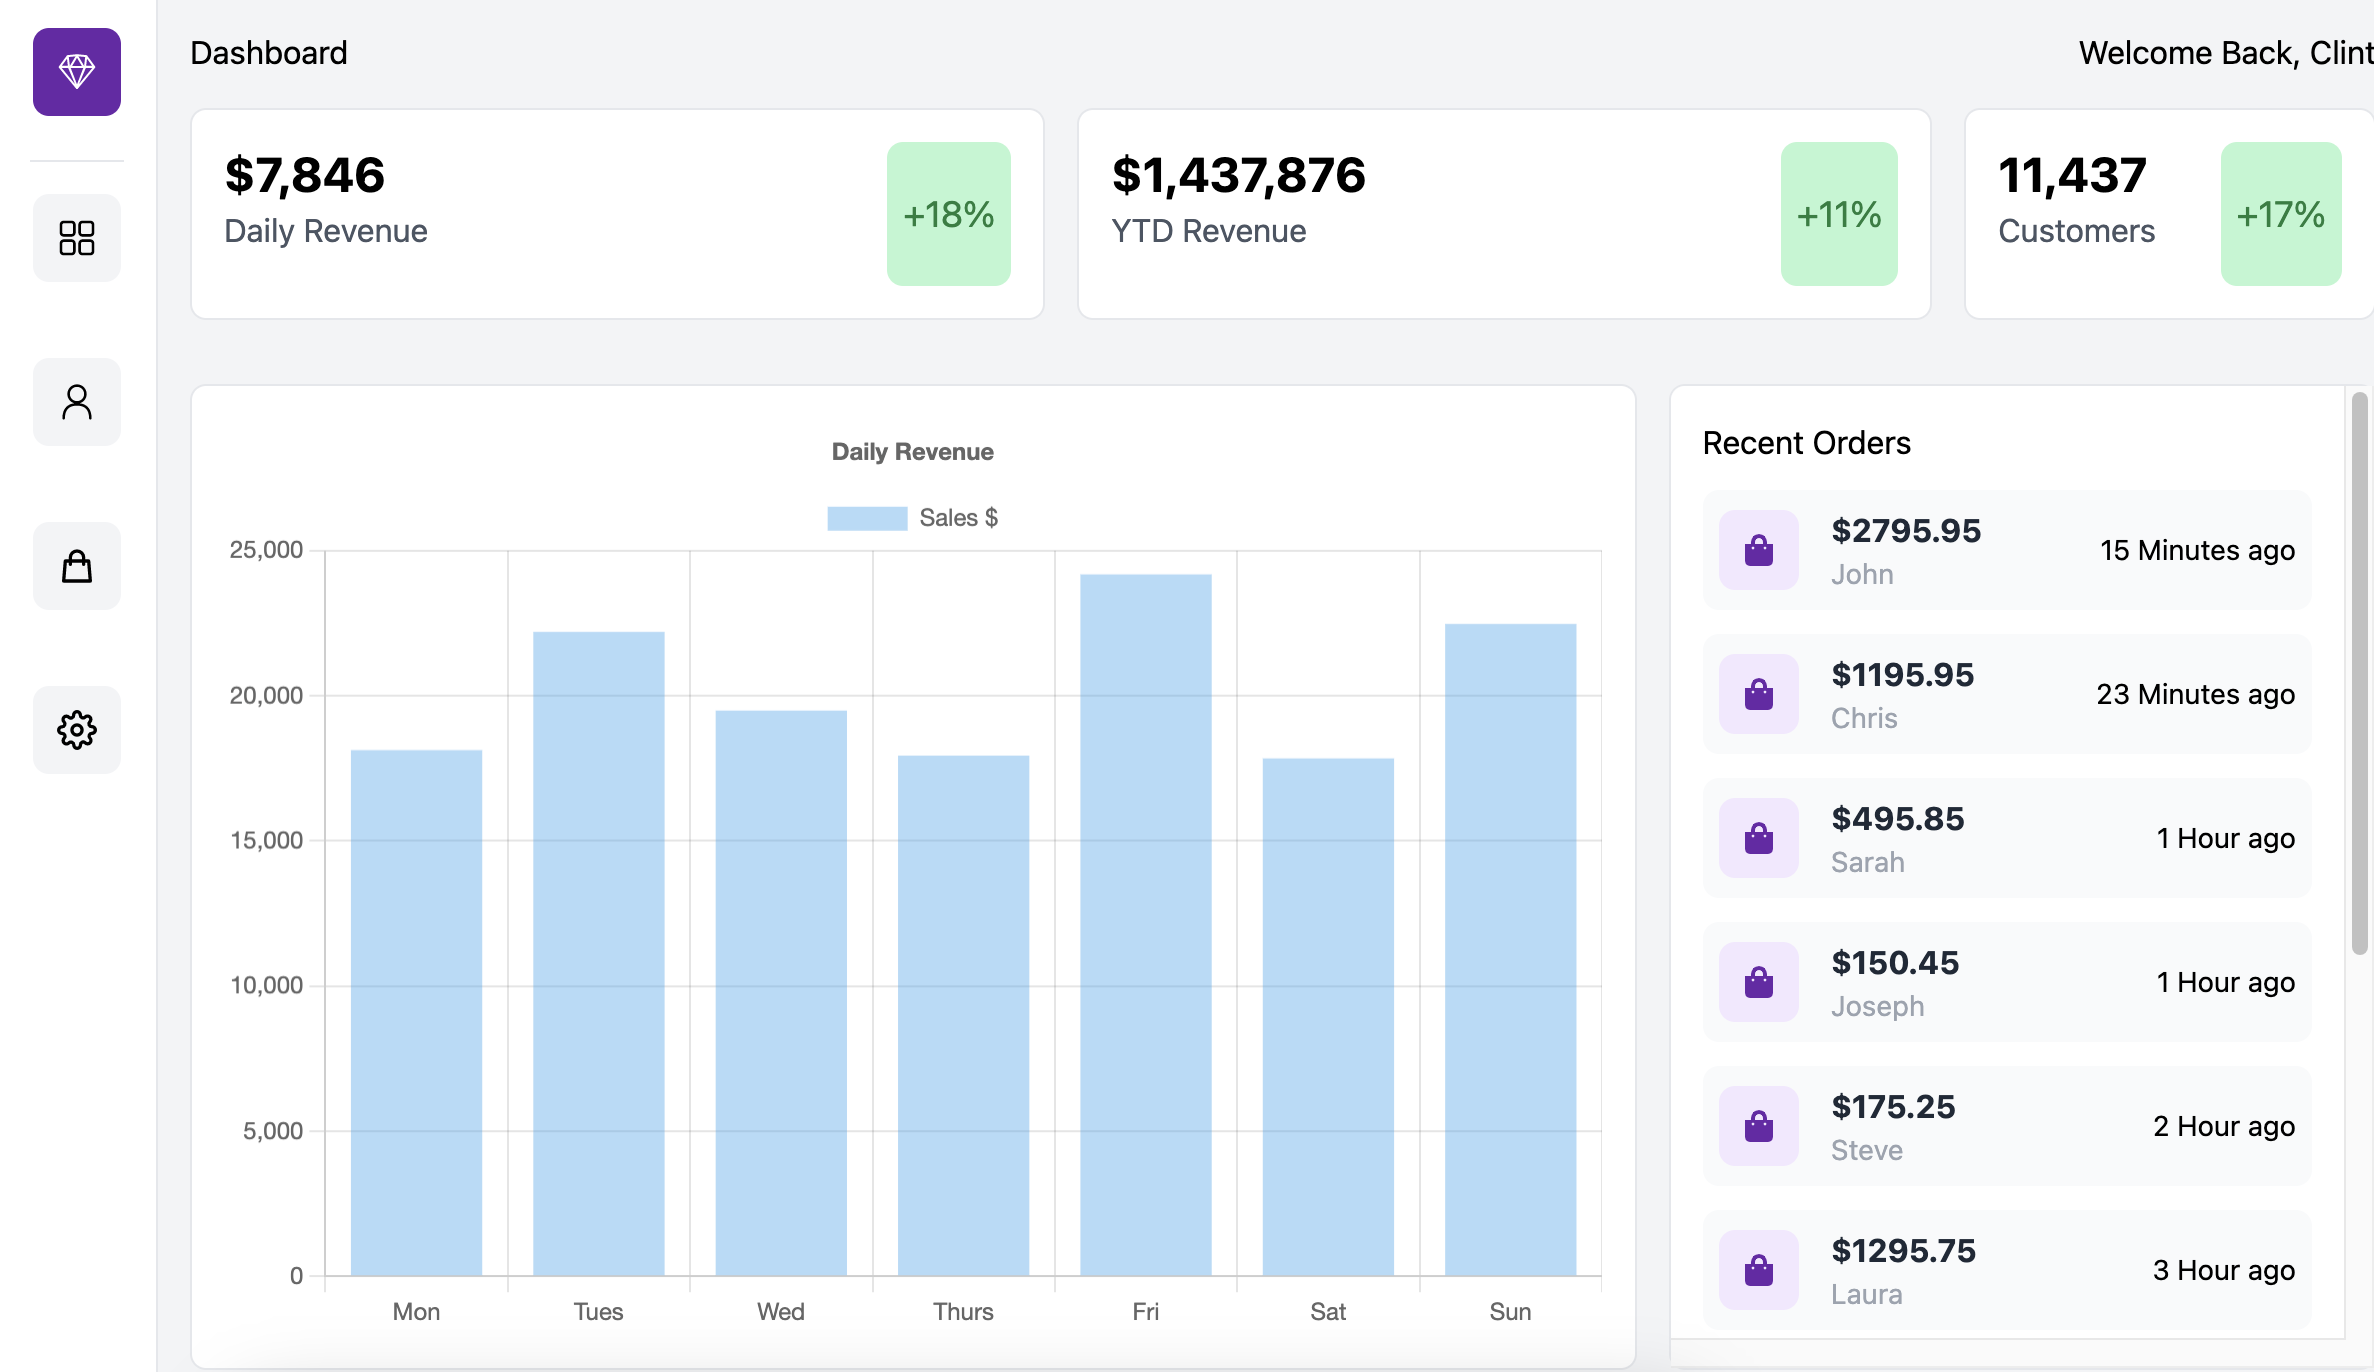 Dashboard
Welcome Back, Clint
$7,846
Daily Revenue
+18%
$1,437,876
YTD Revenue
+11%
11,437
Customers
+17%
Daily Revenue
Sales $
25,000
20,000
15,000
10,000
5,000
0
Mon
Tues
Wed
Thurs
Fri
Sat
Sun
Recent Orders
$2795.95
John
15 Minutes ago
$1195.95
Chris
23 Minutes ago
$495.85
Sarah
1 Hour ago
$150.45
Joseph
1 Hour ago
$175.25
Steve
2 Hour ago
$1295.75
Laura
3 Hour ago